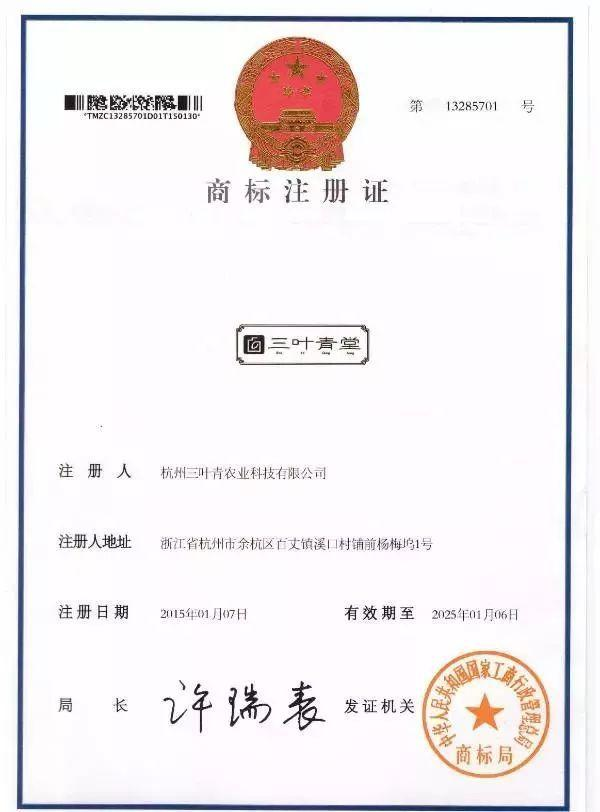 第 13285701 号
*TMZC13285701D01T150130*
商标注册证
三叶青堂
注册人 杭州三叶青农业科技有限公司
注册人地址 浙江省杭州市余杭区百丈镇溪口村铺前杨梅坞1号
注册日期 2015年01月07日 有效期至 2025年01月06日
局长 许瑞表 发证机关
中华人民共和国国家工商行政管理总局
商标局